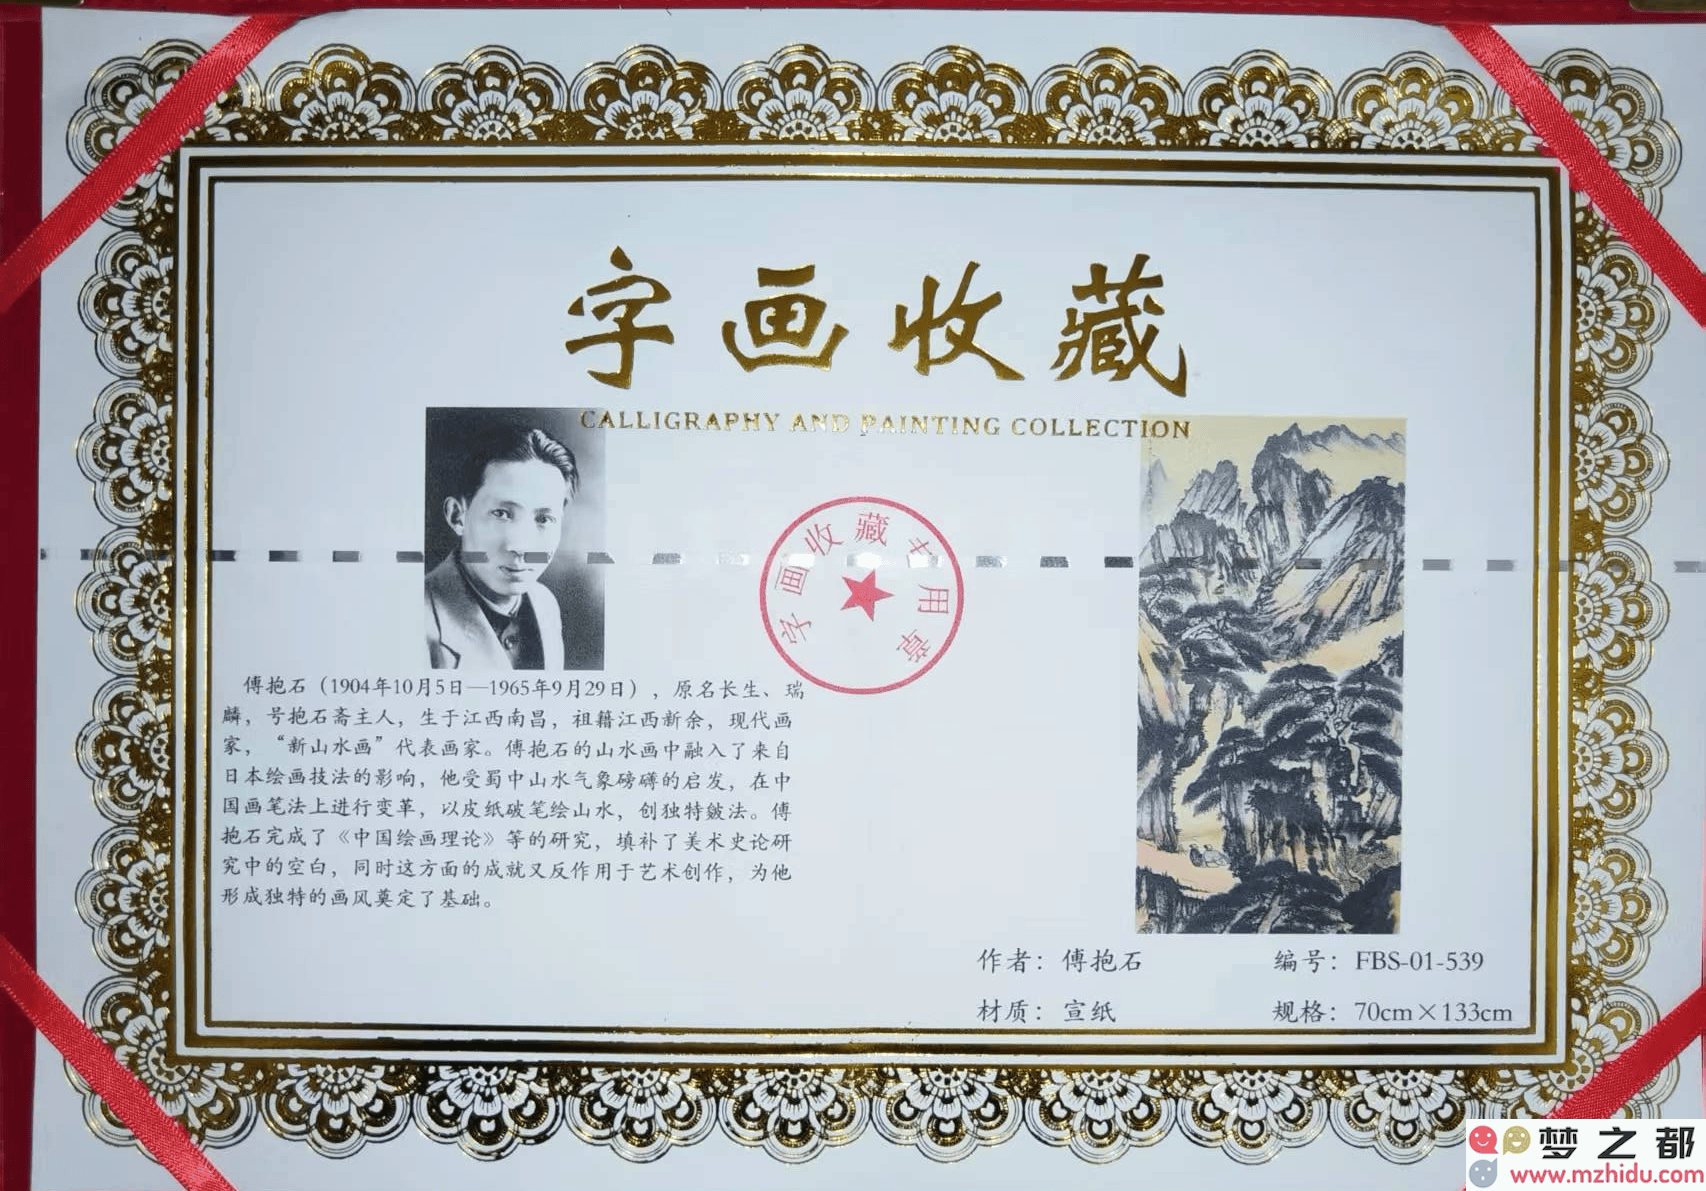 字画收藏
CALLIGRAPHY AND PAINTING COLLECTION
字画收藏专用章
傅抱石（1904年10月5日—1965年9月29日），原名长生、瑞
麟，号抱石斋主人，生于江西南昌，祖籍江西新余，现代画
家，“新山水画”代表画家。傅抱石的山水画中融入了来自
日本绘画技法的影响，他受蜀中山水气象磅礴的启发，在中
国画笔法上进行变革，以皮纸破笔绘山水，创独特皴法。傅
抱石完成了《中国绘画理论》等的研究，填补了美术史论研
究中的空白，同时这方面的成就又反作用于艺术创作，为他
形成独特的画风奠定了基础。
作者：傅抱石 编号：FBS-01-539
材质：宣纸 规格：70cm×133cm
梦之都
www.mzhidu.com